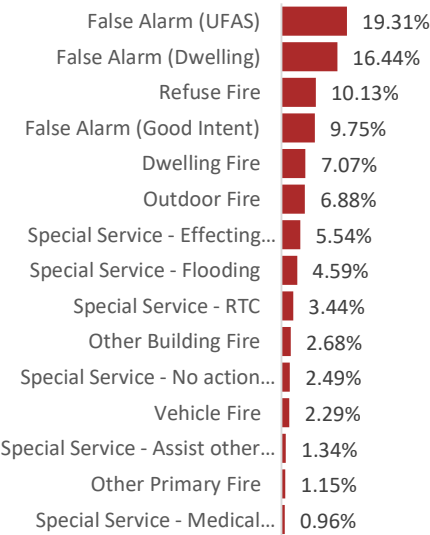 False Alarm (UFAS) 19.31%
False Alarm (Dwelling) 16.44%
Refuse Fire 10.13%
False Alarm (Good Intent) 9.75%
Dwelling Fire 7.07%
Outdoor Fire 6.88%
Special Service - Effecting... 5.54%
Special Service - Flooding 4.59%
Special Service - RTC 3.44%
Other Building Fire 2.68%
Special Service - No action... 2.49%
Vehicle Fire 2.29%
Special Service - Assist other... 1.34%
Other Primary Fire 1.15%
Special Service - Medical... 0.96%